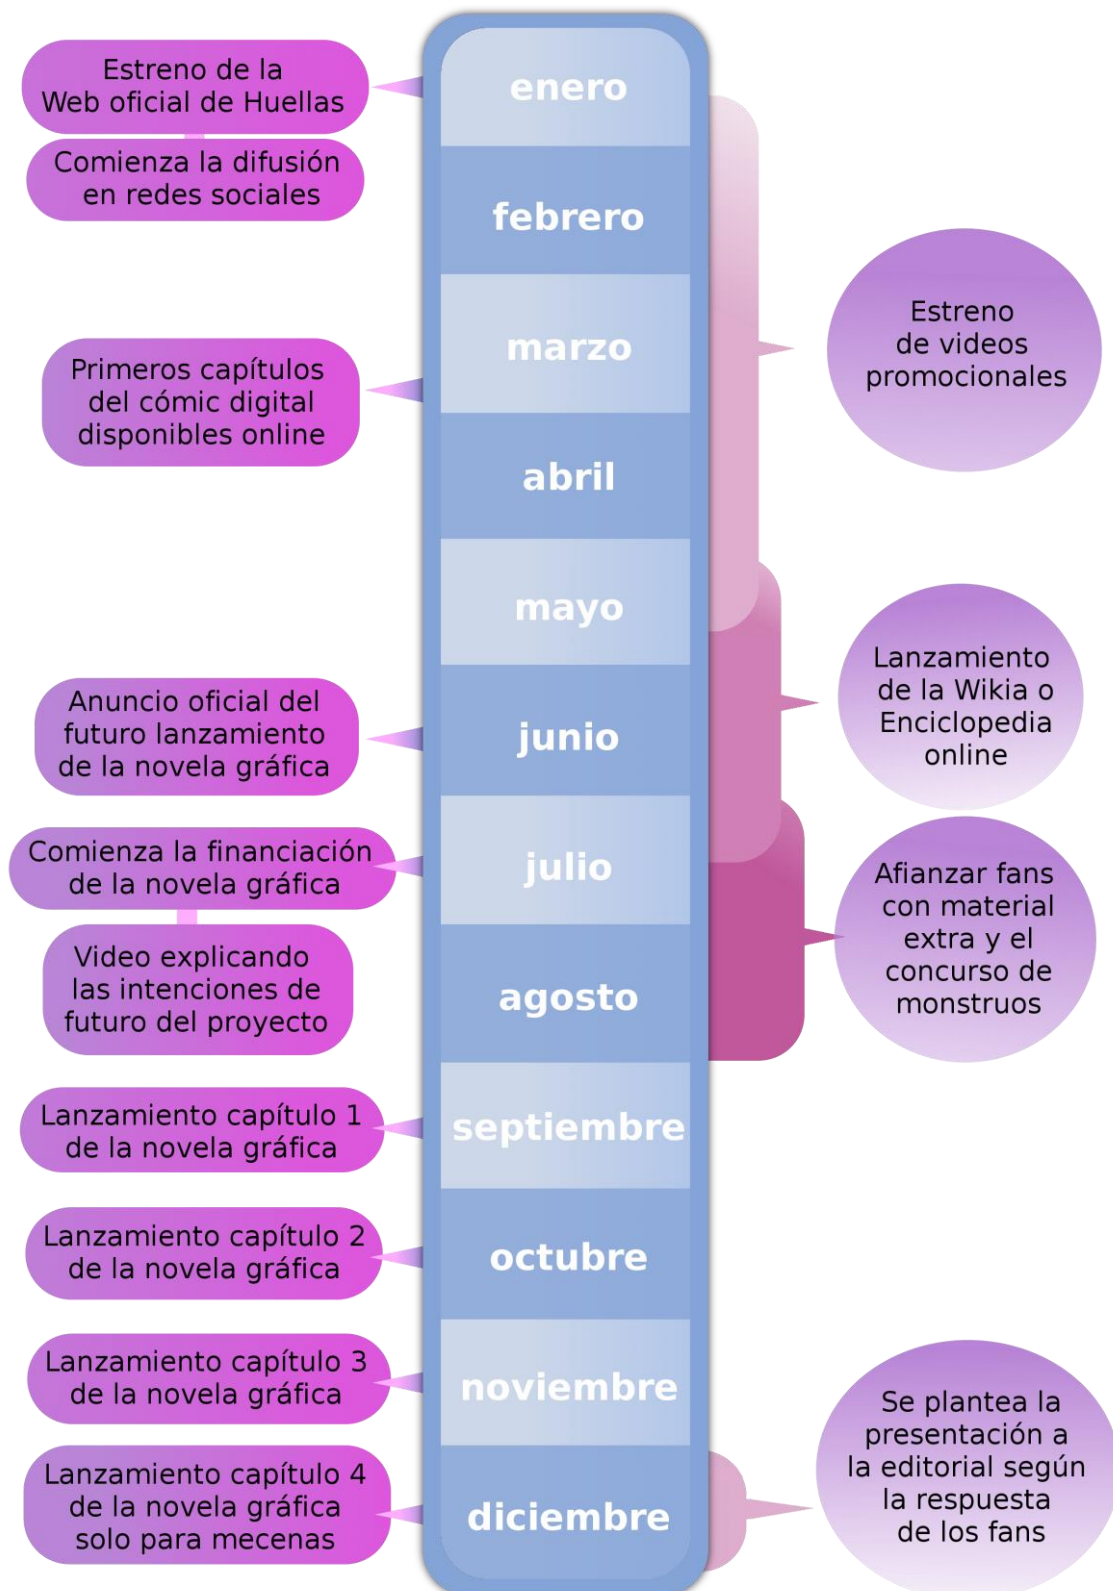 enero
Estreno de la
Web oficial de Huellas
Comienza la difusión
en redes sociales
febrero
marzo
Estreno
de videos
promocionales
Primeros capítulos
del cómic digital
disponibles online
abril
mayo
Lanzamiento
de la Wikia o
Enciclopedia
online
Anuncio oficial del
futuro lanzamiento
de la novela gráfica
junio
Comienza la financiación
de la novela gráfica
julio
Afianzar fans
con material
extra y el
concurso de
monstruos
Video explicando
las intenciones de
futuro del proyecto
agosto
Lanzamiento capítulo 1
de la novela gráfica
septiembre
Lanzamiento capítulo 2
de la novela gráfica
octubre
Lanzamiento capítulo 3
de la novela gráfica
noviembre
Se plantea la
presentación a
la editorial según
la respuesta
de los fans
Lanzamiento capítulo 4
de la novela gráfica
solo para mecenas
diciembre